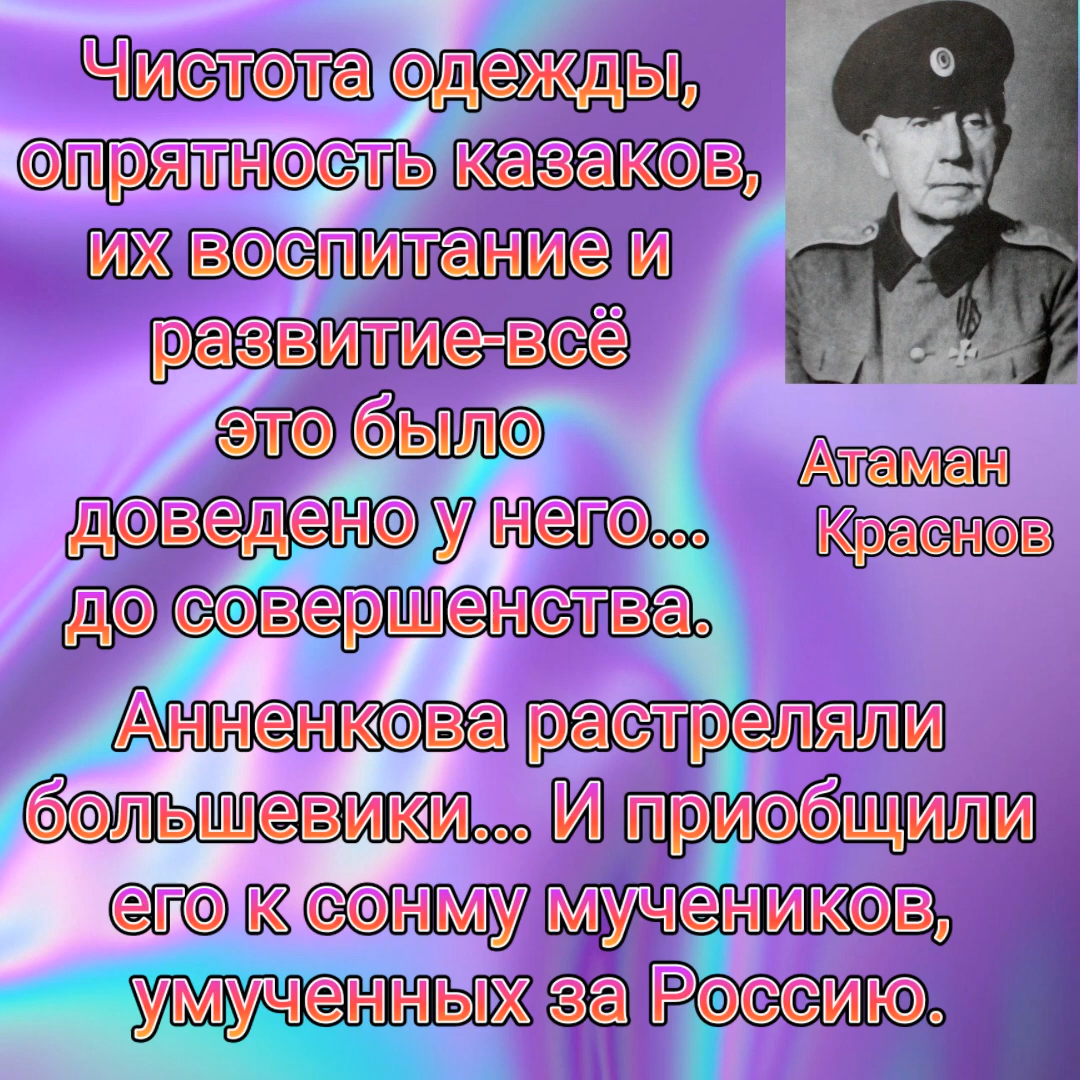 Чистота одежды,
опрятность казаков,
их воспитание и
развитие-всё
это было
доведено у него...
до совершенства.
Атаман
Краснов
Анненкова растреляли
большевики... И приобщили
его к сонму мучеников,
умученных за Россию.